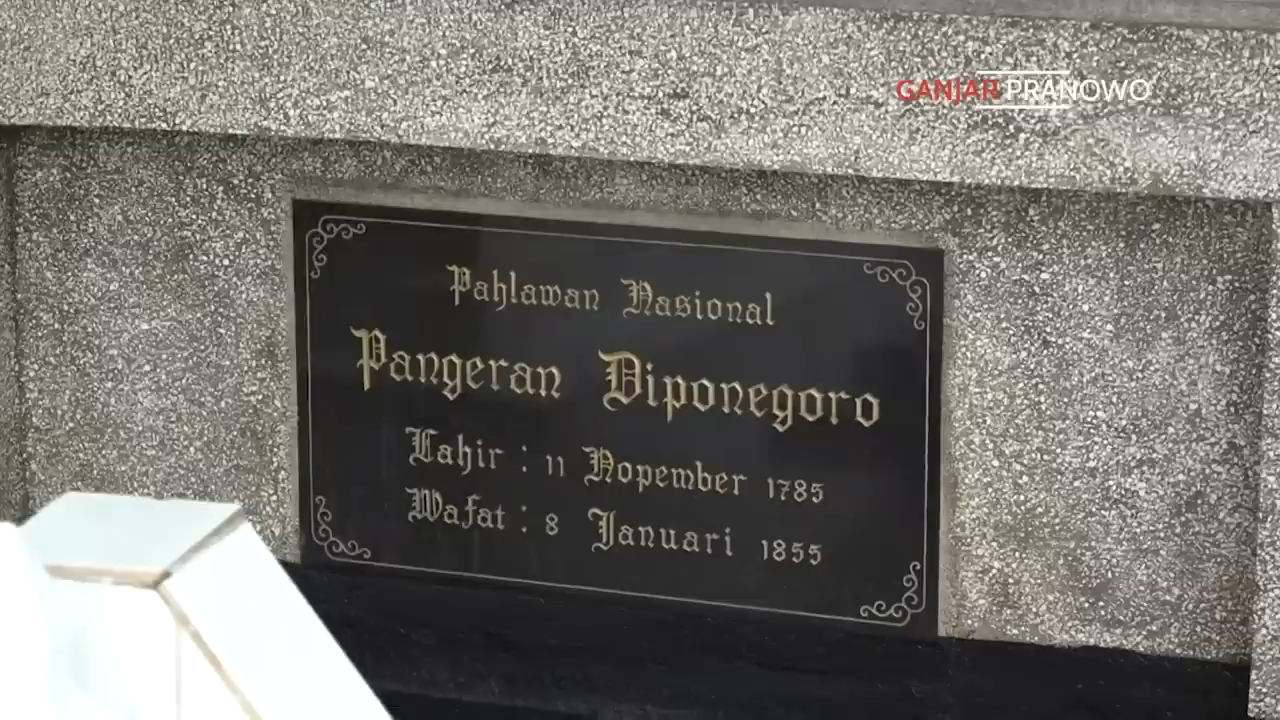 GANJAR PRANOWO
Pahlawan Nasional
Pangeran Diponegoro
Lahir : 11 Nopember 1785
Wafat : 8 Januari 1855